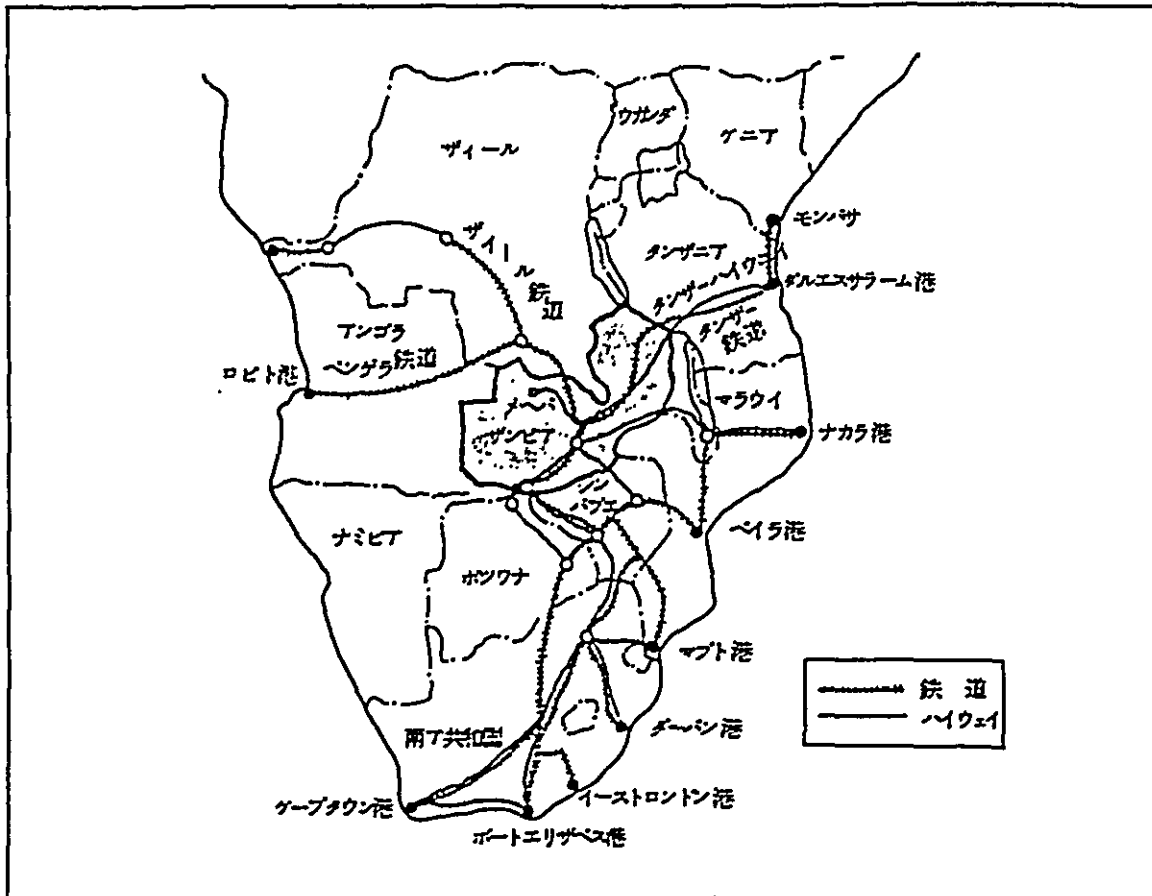 ウガンダ
ケニア
ザィール
モンバサ
ザイール鉄道
タンザニア
タンザーハイウェイ
ダルエスサラーム港
タンザー
鉄道
アンゴラ
ベンゲラ鉄道
ロビト港
マラウイ
ザンビア
ナカラ港
ジン
バブエ
ベイラ港
ナミビア
ボツワナ
マプト港
鉄道
ハイウェイ
ダーバン港
南ア共和国
ケープタウン港
イーストロンドン港
ポートエリザベス港